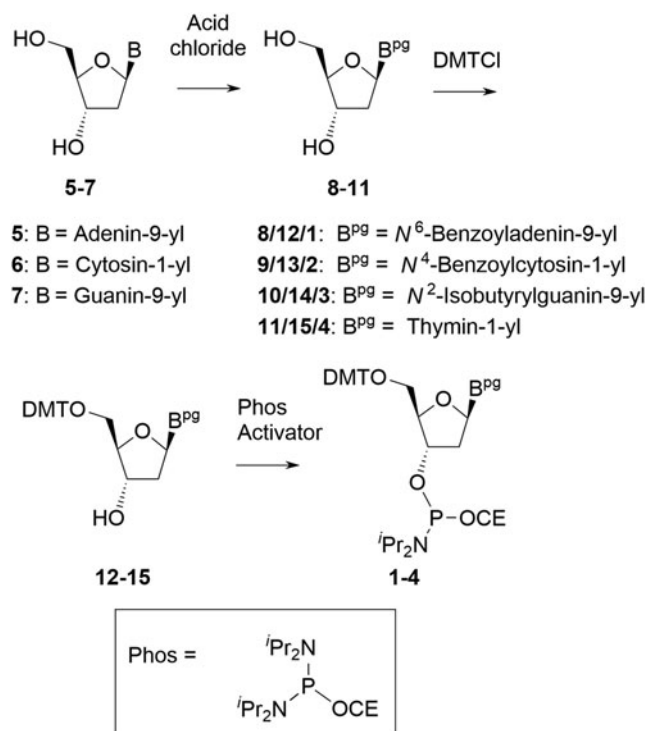 Acid
chloride
DMTCl
HO
O
B
HO
HO
O
Bᵖᵍ
HO
5-7
8-11
5: B = Adenin-9-yl
6: B = Cytosin-1-yl
7: B = Guanin-9-yl
8/12/1: Bᵖᵍ = N⁶-Benzoyladenin-9-yl
9/13/2: Bᵖᵍ = N⁴-Benzoylcytosin-1-yl
10/14/3: Bᵖᵍ = N²-Isobutyrylguanin-9-yl
11/15/4: Bᵖᵍ = Thymin-1-yl
DMTO
O
Bᵖᵍ
HO
Phos
Activator
DMTO
O
Bᵖᵍ
O
P-OCE
ⁱPr₂N
12-15
1-4
Phos =
ⁱPr₂N
P
ⁱPr₂N
OCE